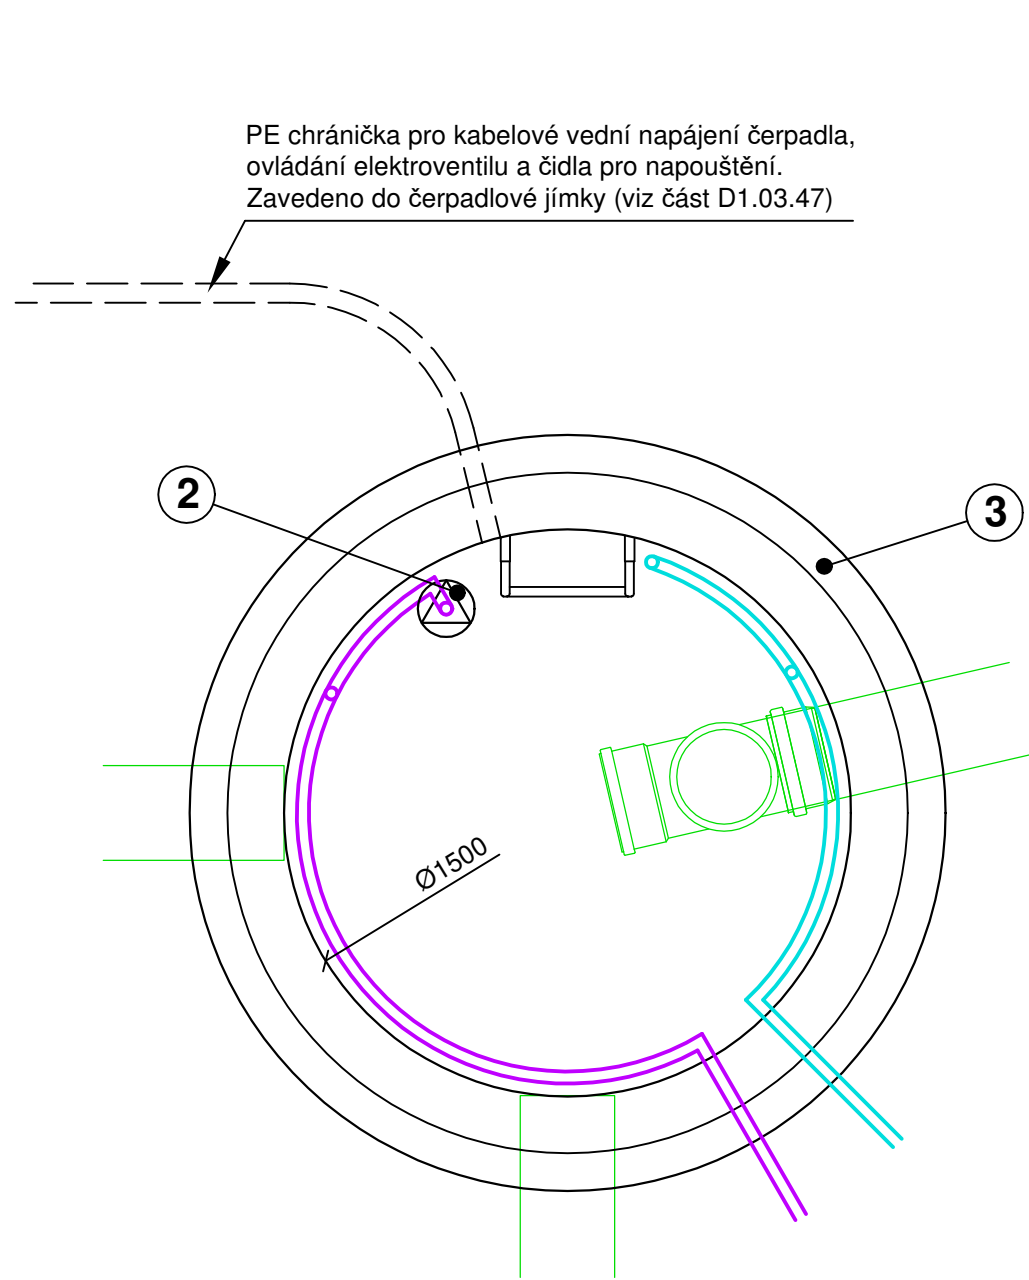 PE chránička pro kabelové vední napájení čerpadla,
ovládání elektroventilu a čidla pro napouštění.
Zavedeno do čerpadlové jímky (viz část D1.03.47)
2
3
Ø1500